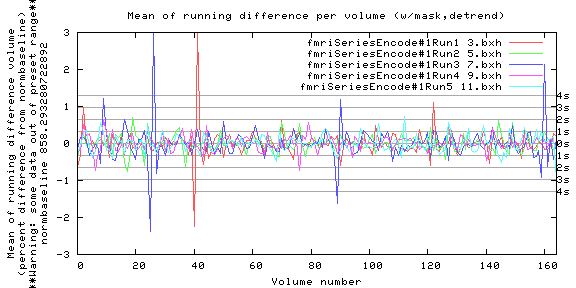 Mean of running difference per volume (w/mask,detrend)
fmriSeriesEncode#1Run1 3.bxh
fmriSeriesEncode#1Run2 5.bxh
fmriSeriesEncode#1Run3 7.bxh
fmriSeriesEncode#1Run4 9.bxh
fmriSeriesEncode#1Run5 11.bxh
Mean of running difference volume
(percent difference from normbaseline)
**Warning: some data out of preset range**
normbaseline 858.293280722892
3
2
1
0
-1
-2
-3
4s
3s
2s
1s
0s
1s
2s
3s
4s
0 20 40 60 80 100 120 140 160
Volume number